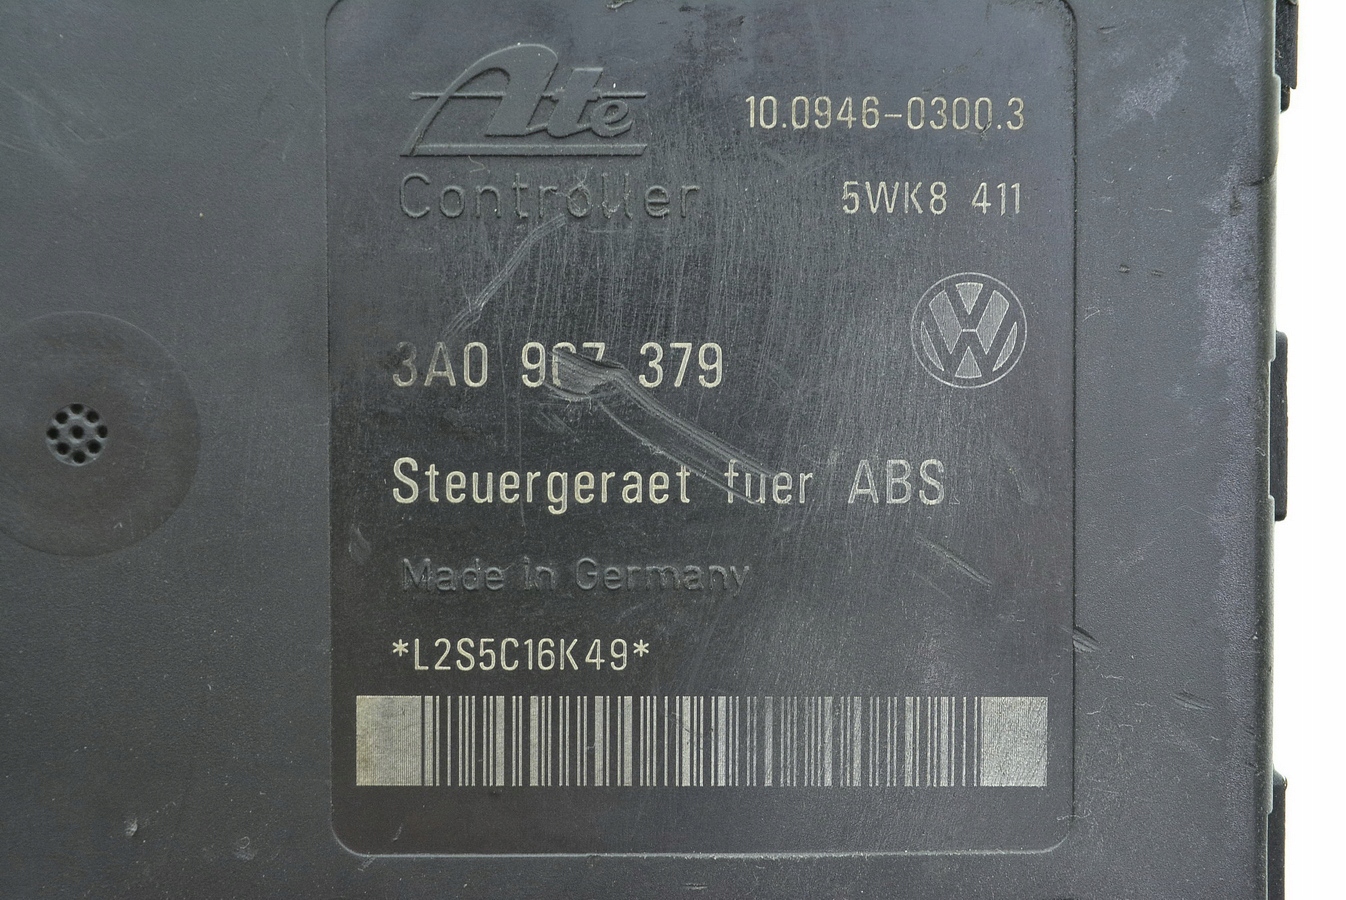 Ate
10.0946-0300.3
Controller
5WK8 411
3A0 907 379
Steuergeraet fuer ABS
Made in Germany
*L2S5C16K49*